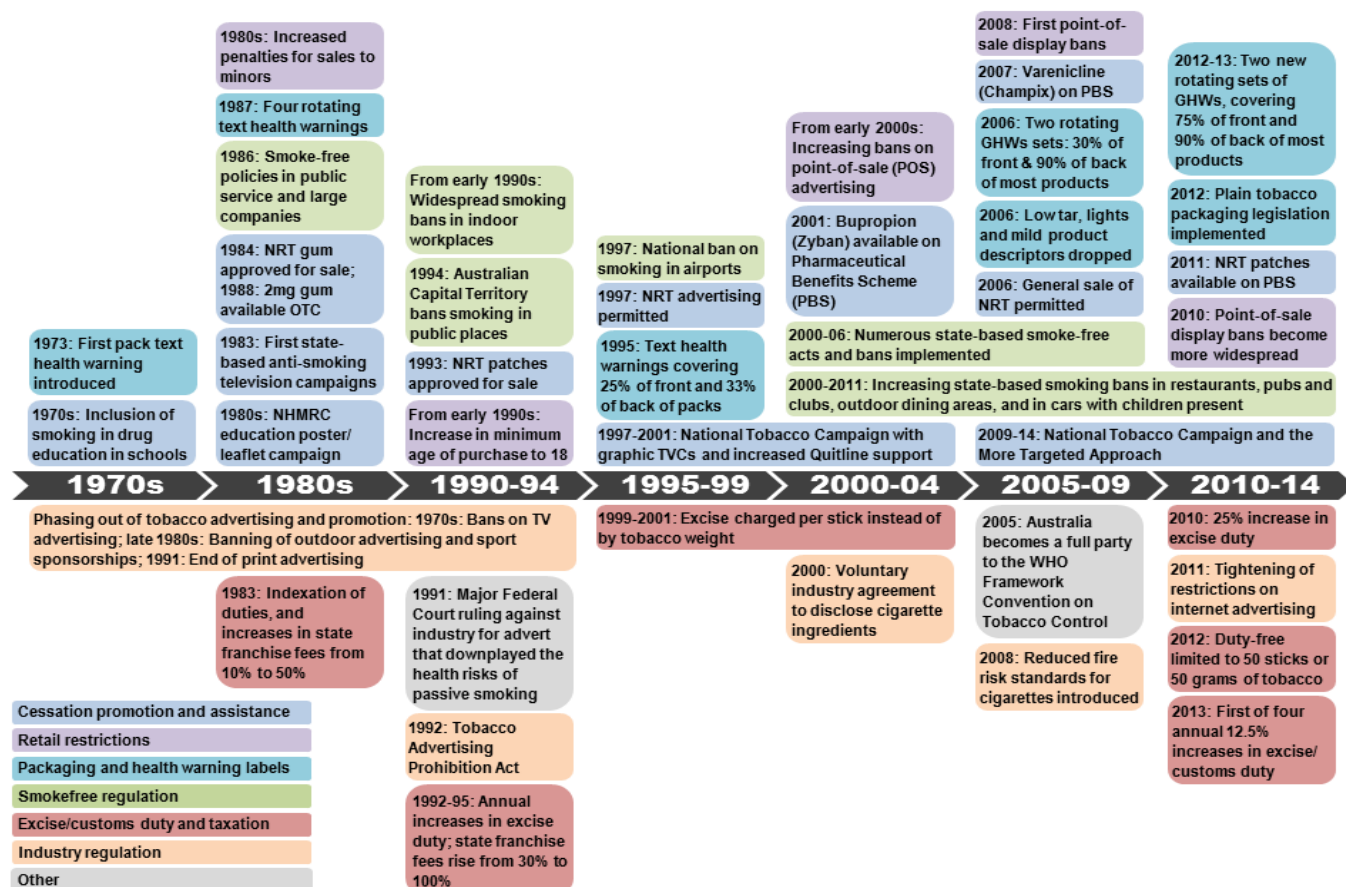 1980s: Increased
penalties for sales to
minors
1987: Four rotating
text health warnings
1986: Smoke-free
policies in public
service and large
companies
1984: NRT gum
approved for sale;
1988: 2mg gum
available OTC
1973: First pack text
health warning
introduced
1983: First state-
based anti-smoking
television campaigns
1970s: Inclusion of
smoking in drug
education in schools
1980s: NHMRC
education poster/
leaflet campaign
From early 1990s:
Widespread smoking
bans in indoor
workplaces
1994: Australian
Capital Territory
bans smoking in
public places
1993: NRT patches
approved for sale
From early 1990s:
Increase in minimum
age of purchase to 18
1997: National ban on
smoking in airports
1997: NRT advertising
permitted
1995: Text health
warnings covering
25% of front and 33%
of back of packs
From early 2000s:
Increasing bans on
point-of-sale (POS)
advertising
2001: Bupropion
(Zyban) available on
Pharmaceutical
Benefits Scheme
(PBS)
2008: First point-of-
sale display bans
2007: Varenicline
(Champix) on PBS
2006: Two rotating
GHWs sets: 30% of
front & 90% of back
of most products
2006: Low tar, lights
and mild product
descriptors dropped
2006: General sale of
NRT permitted
2012-13: Two new
rotating sets of
GHWs, covering
75% of front and
90% of back of most
products
2012: Plain tobacco
packaging legislation
implemented
2011: NRT patches
available on PBS
2010: Point-of-sale
display bans become
more widespread
2000-06: Numerous state-based smoke-free
acts and bans implemented
2000-2011: Increasing state-based smoking bans in restaurants, pubs and
clubs, outdoor dining areas, and in cars with children present
1997-2001: National Tobacco Campaign with
graphic TVCs and increased Quitline support
2009-14: National Tobacco Campaign and the
More Targeted Approach
1970s
1980s
1990-94
1995-99
2000-04
2005-09
2010-14
Phasing out of tobacco advertising and promotion: 1970s: Bans on TV
advertising; late 1980s: Banning of outdoor advertising and sport
sponsorships; 1991: End of print advertising
1983: Indexation of
duties, and
increases in state
franchise fees from
10% to 50%
1991: Major Federal
Court ruling against
industry for advert
that downplayed the
health risks of
passive smoking
1992: Tobacco
Advertising
Prohibition Act
1992-95: Annual
increases in excise
duty; state franchise
fees rise from 30% to
100%
1999-2001: Excise charged per stick instead of
by tobacco weight
2000: Voluntary
industry agreement
to disclose cigarette
ingredients
2005: Australia
becomes a full party
to the WHO
Framework
Convention on
Tobacco Control
2008: Reduced fire
risk standards for
cigarettes introduced
2010: 25% increase in
excise duty
2011: Tightening of
restrictions on
internet advertising
2012: Duty-free
limited to 50 sticks or
50 grams of tobacco
2013: First of four
annual 12.5%
increases in excise/
customs duty
Cessation promotion and assistance
Retail restrictions
Packaging and health warning labels
Smokefree regulation
Excise/customs duty and taxation
Industry regulation
Other